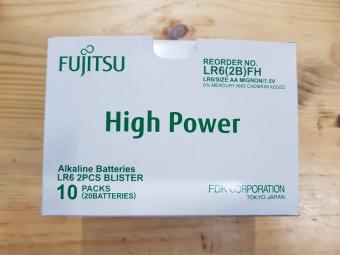 FUJITSU
REORDER NO.
LR6(2B)FH
LR6/SIZE AA MIGNON/1.5V
0% MERCURY AND CADMIUM ADDED
High Power
Alkaline Batteries
LR6 2PCS BLISTER
10 PACKS
(20BATTERIES)
FDK CORPORATION
TOKYO JAPAN